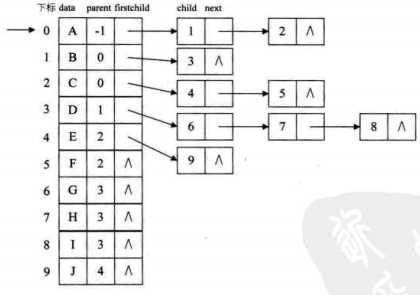 下标 data parent firstchild child next
0 A -1 1 2 ∧
1 B 0 3 ∧
2 C 0 4 5 ∧
3 D 1 6 7 8 ∧
4 E 2 9 ∧
5 F 2 ∧
6 G 3 ∧
7 H 3 ∧
8 I 3 ∧
9 J 4 ∧